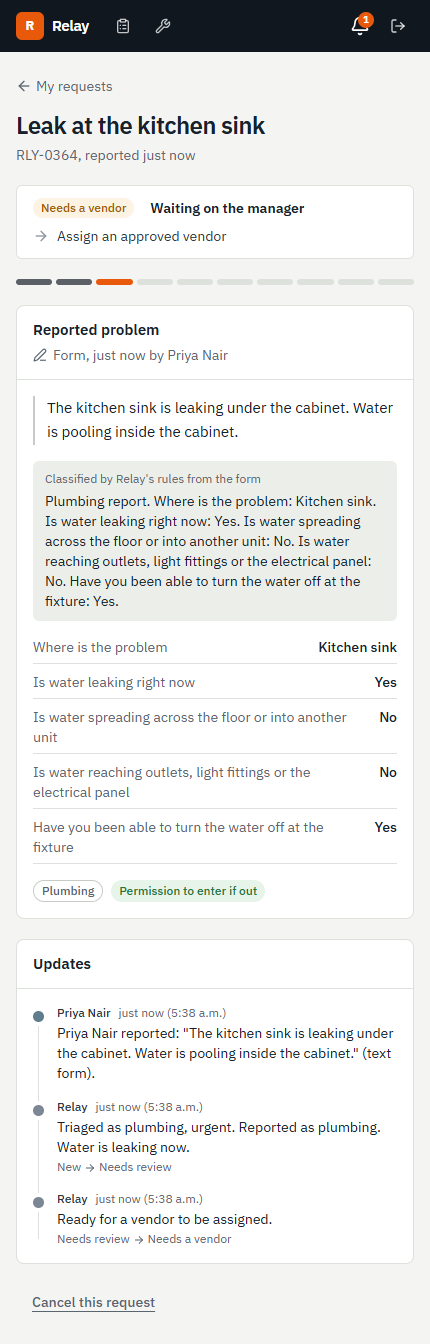 R Relay 1
← My requests
Leak at the kitchen sink
RLY-0364, reported just now
Needs a vendor Waiting on the manager
→ Assign an approved vendor
Reported problem
Form, just now by Priya Nair
The kitchen sink is leaking under the cabinet. Water
is pooling inside the cabinet.
Classified by Relay's rules from the form
Plumbing report. Where is the problem: Kitchen sink.
Is water leaking right now: Yes. Is water spreading
across the floor or into another unit: No. Is water
reaching outlets, light fittings or the electrical panel:
No. Have you been able to turn the water off at the
fixture: Yes.
Where is the problem Kitchen sink
Is water leaking right now Yes
Is water spreading across the floor or into another No
unit
Is water reaching outlets, light fittings or the No
electrical panel
Have you been able to turn the water off at the Yes
fixture
Plumbing Permission to enter if out
Updates
Priya Nair just now (5:38 a.m.)
Priya Nair reported: "The kitchen sink is leaking under
the cabinet. Water is pooling inside the cabinet." (text
form).
Relay just now (5:38 a.m.)
Triaged as plumbing, urgent. Reported as plumbing.
Water is leaking now.
New → Needs review
Relay just now (5:38 a.m.)
Ready for a vendor to be assigned.
Needs review → Needs a vendor
Cancel this request